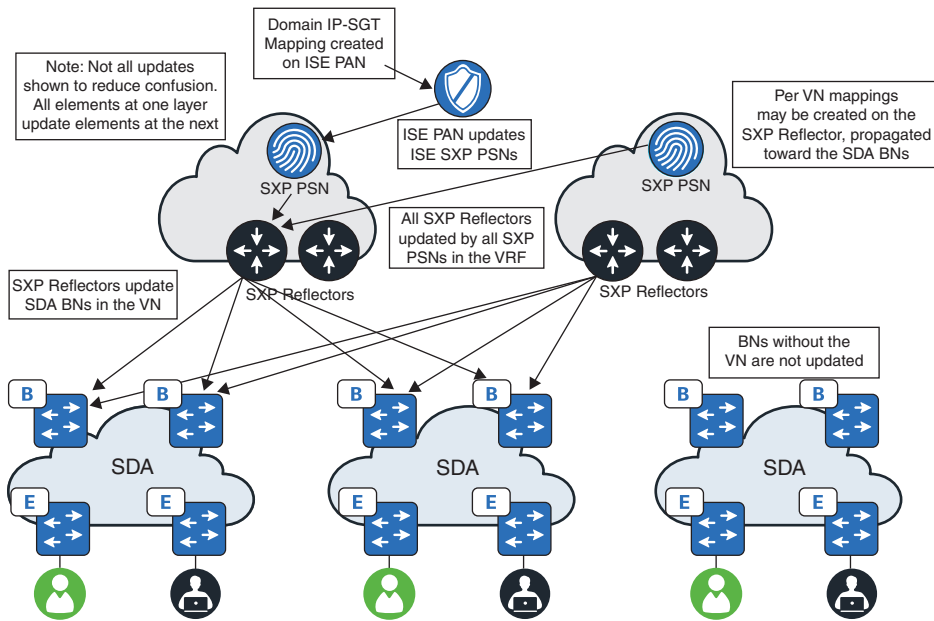 Domain IP-SGT
Mapping created
on ISE PAN
Note: Not all updates
shown to reduce confusion.
All elements at one layer
update elements at the next
Per VN mappings
may be created on the
SXP Reflector, propagated
toward the SDA BNs
ISE PAN updates
ISE SXP PSNs
SXP PSN
SXP PSN
All SXP Reflectors
updated by all SXP
PSNs in the VRF
SXP Reflectors update
SDA BNs in the VN
SXP Reflectors
SXP Reflectors
BNs without the
VN are not updated
B
B
B
B
B
B
SDA
SDA
SDA
E
E
E
E
E
E